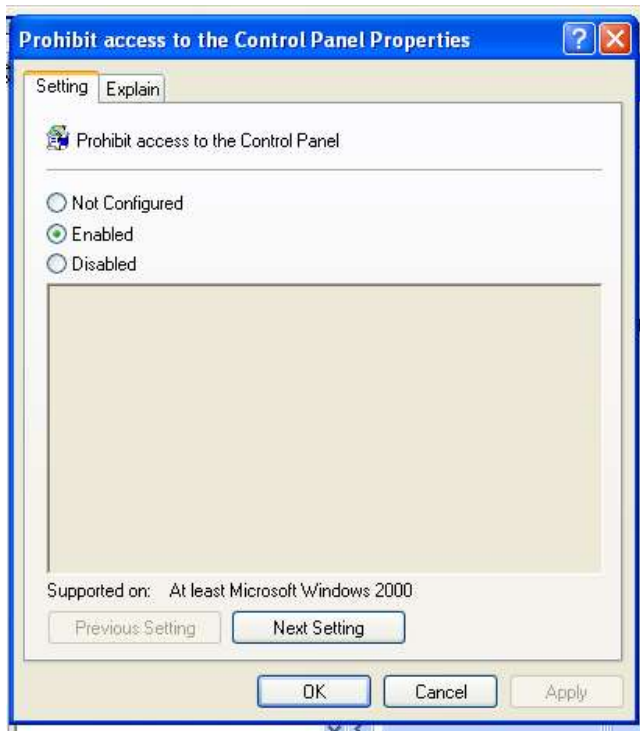 Prohibit access to the Control Panel Properties
?
Setting
Explain
Prohibit access to the Control Panel
Not Configured
Enabled
Disabled
Supported on: At least Microsoft Windows 2000
Previous Setting
Next Setting
OK
Cancel
Apply